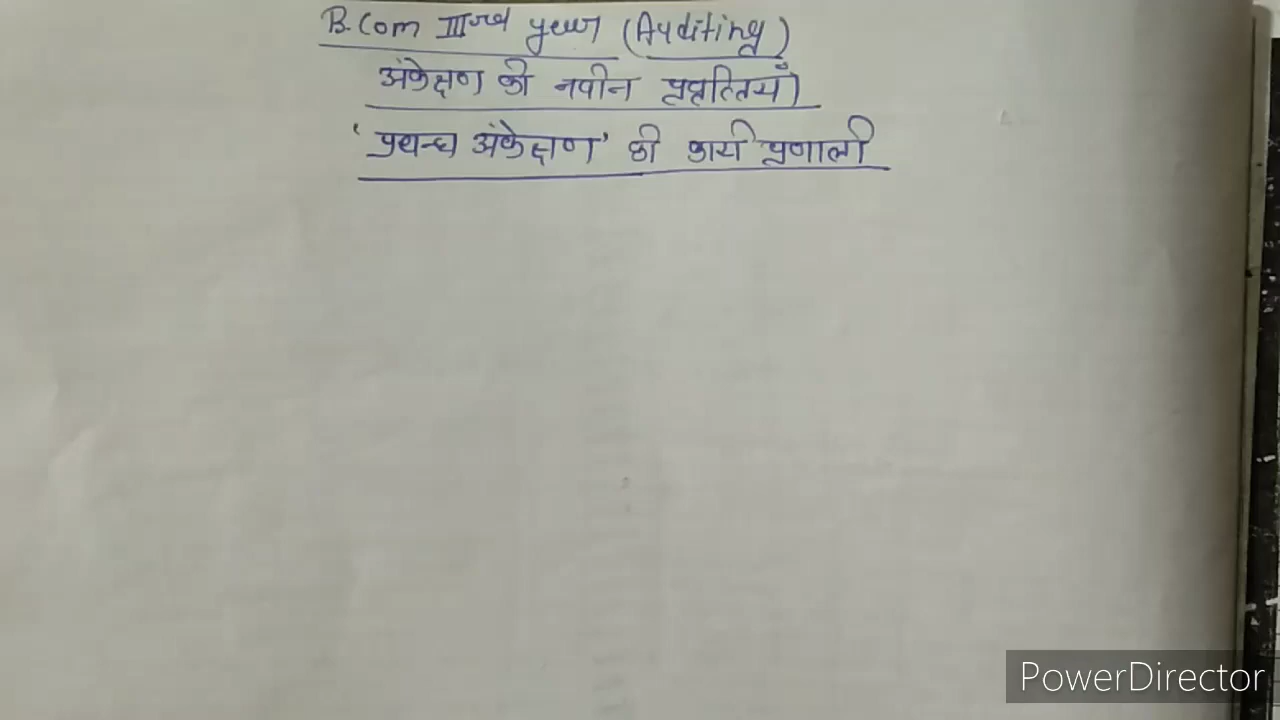 B.Com IIIrd year (Auditing)
अंकेक्षण की नवीन प्रवृत्तियाँ
'प्रबन्ध अंकेक्षण' की कार्य प्रणाली
PowerDirector